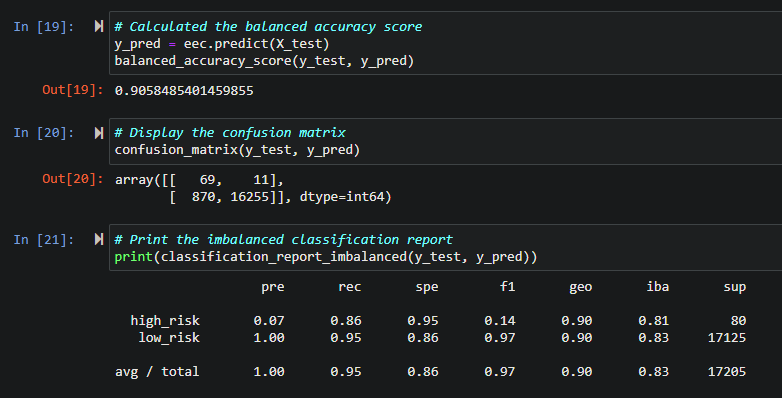 In [19]: # Calculated the balanced accuracy score
y_pred = eec.predict(X_test)
balanced_accuracy_score(y_test, y_pred)
Out[19]: 0.9058485401459855
In [20]: # Display the confusion matrix
confusion_matrix(y_test, y_pred)
Out[20]: array([[   69,    11],
       [  870, 16255]], dtype=int64)
In [21]: # Print the imbalanced classification report
print(classification_report_imbalanced(y_test, y_pred))
pre rec spe f1 geo iba sup
high_risk 0.07 0.86 0.95 0.14 0.90 0.81 80
low_risk 1.00 0.95 0.86 0.97 0.90 0.83 17125
avg / total 1.00 0.95 0.86 0.97 0.90 0.83 17205